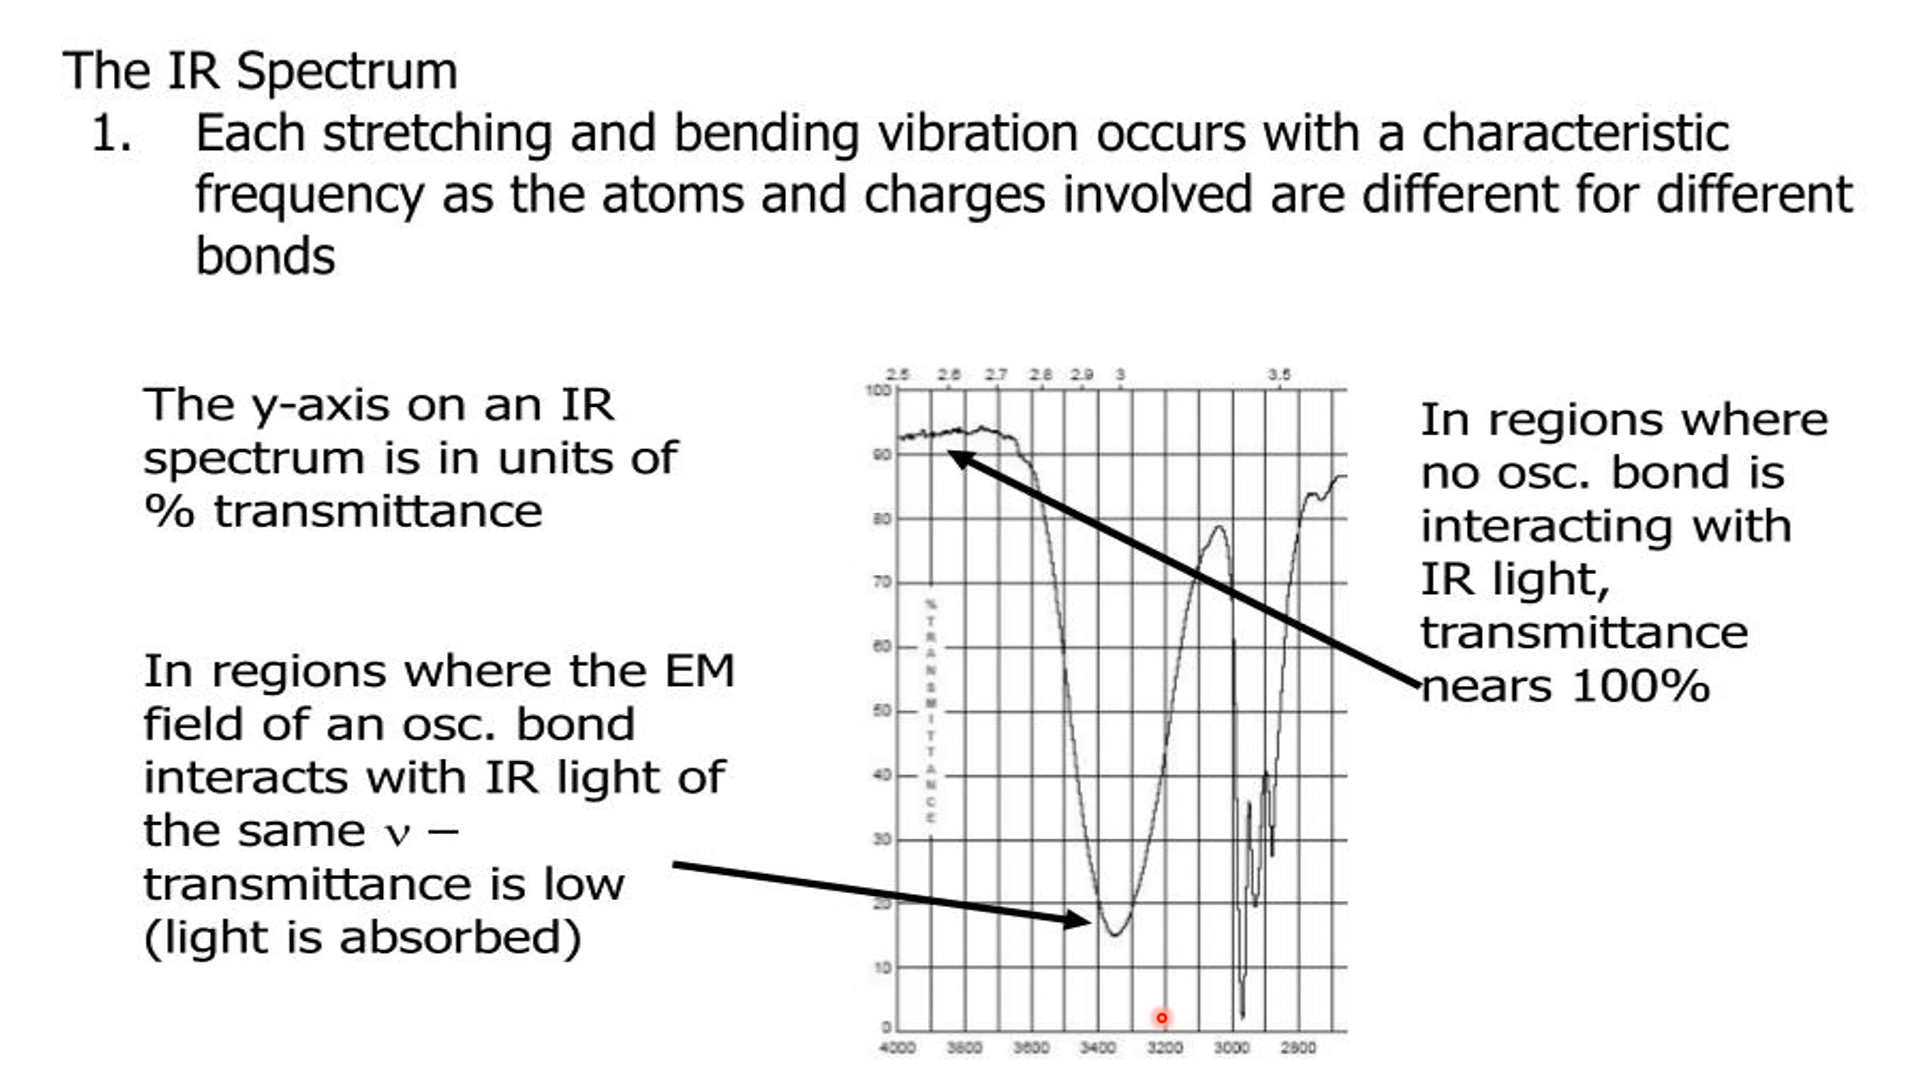 The IR Spectrum
1. Each stretching and bending vibration occurs with a characteristic
frequency as the atoms and charges involved are different for different
bonds
The y-axis on an IR
spectrum is in units of
% transmittance
In regions where the EM
field of an osc. bond
interacts with IR light of
the same ν –
transmittance is low
(light is absorbed)
2.5 2.6 2.7 2.8 2.9 3 3.5
100
90
80
70
60
50
40
30
20
10
0
%TRANSMITTANCE
4000 3800 3600 3400 3200 3000 2800
In regions where
no osc. bond is
interacting with
IR light,
transmittance
nears 100%